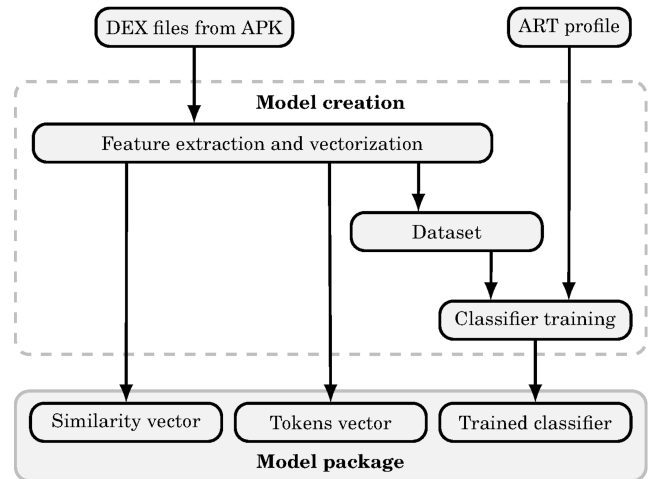 DEX files from APK
ART profile
Model creation
Feature extraction and vectorization
Dataset
Classifier training
Similarity vector
Tokens vector
Trained classifier
Model package